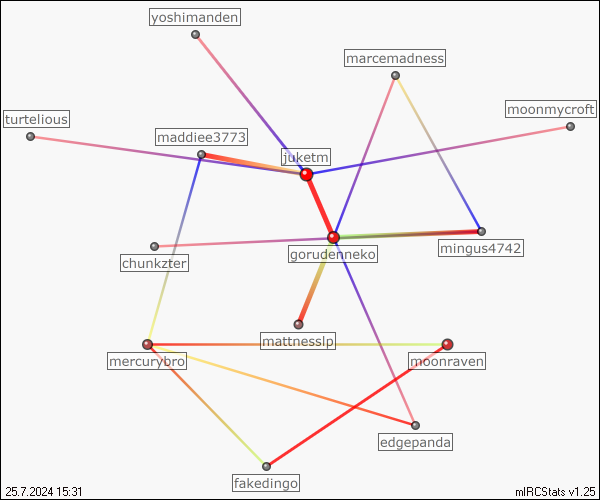 yoshimanden
marcemadness
moonmycroft
turtelious
maddiee3773
juketm
gorudenneko
mingus4742
chunkzter
mattnesslp
mercurybro
moonraven
edgepanda
fakedingo
25.7.2024 15:31
mIRCStats v1.25